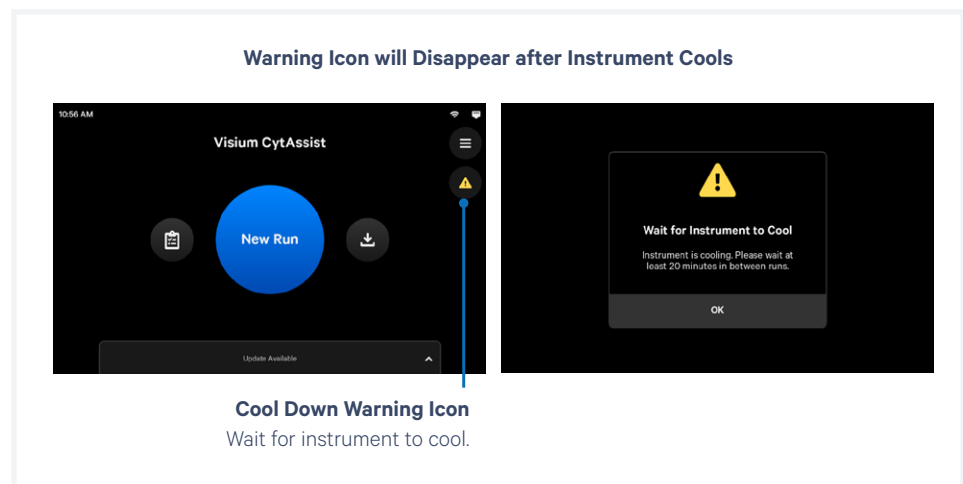 Warning Icon will Disappear after Instrument Cools
10:56 AM
Visium CytAssist
New Run
Update Available
Wait for Instrument to Cool
Instrument is cooling. Please wait at
least 20 minutes in between runs.
OK
Cool Down Warning Icon
Wait for instrument to cool.